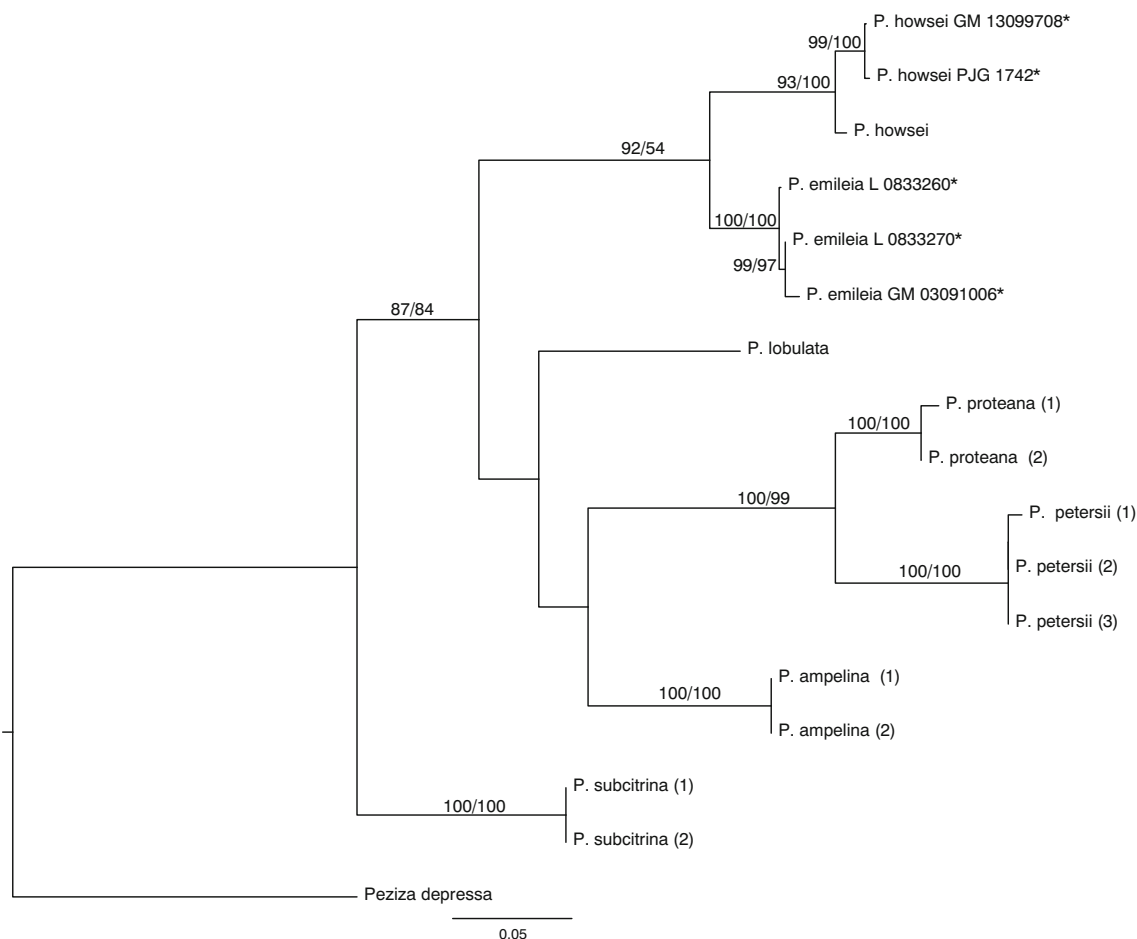 P. howsei GM 13099708*
99/100
P. howsei PJG 1742*
93/100
P. howsei
92/54
P. emileia L 0833260*
100/100
P. emileia L 0833270*
99/97
P. emileia GM 03091006*
87/84
P. lobulata
P. proteana (1)
100/100
P. proteana (2)
100/99
P. petersii (1)
P. petersii (2)
100/100
P. petersii (3)
P. ampelina (1)
100/100
P. ampelina (2)
P. subcitrina (1)
100/100
P. subcitrina (2)
Peziza depressa
0.05